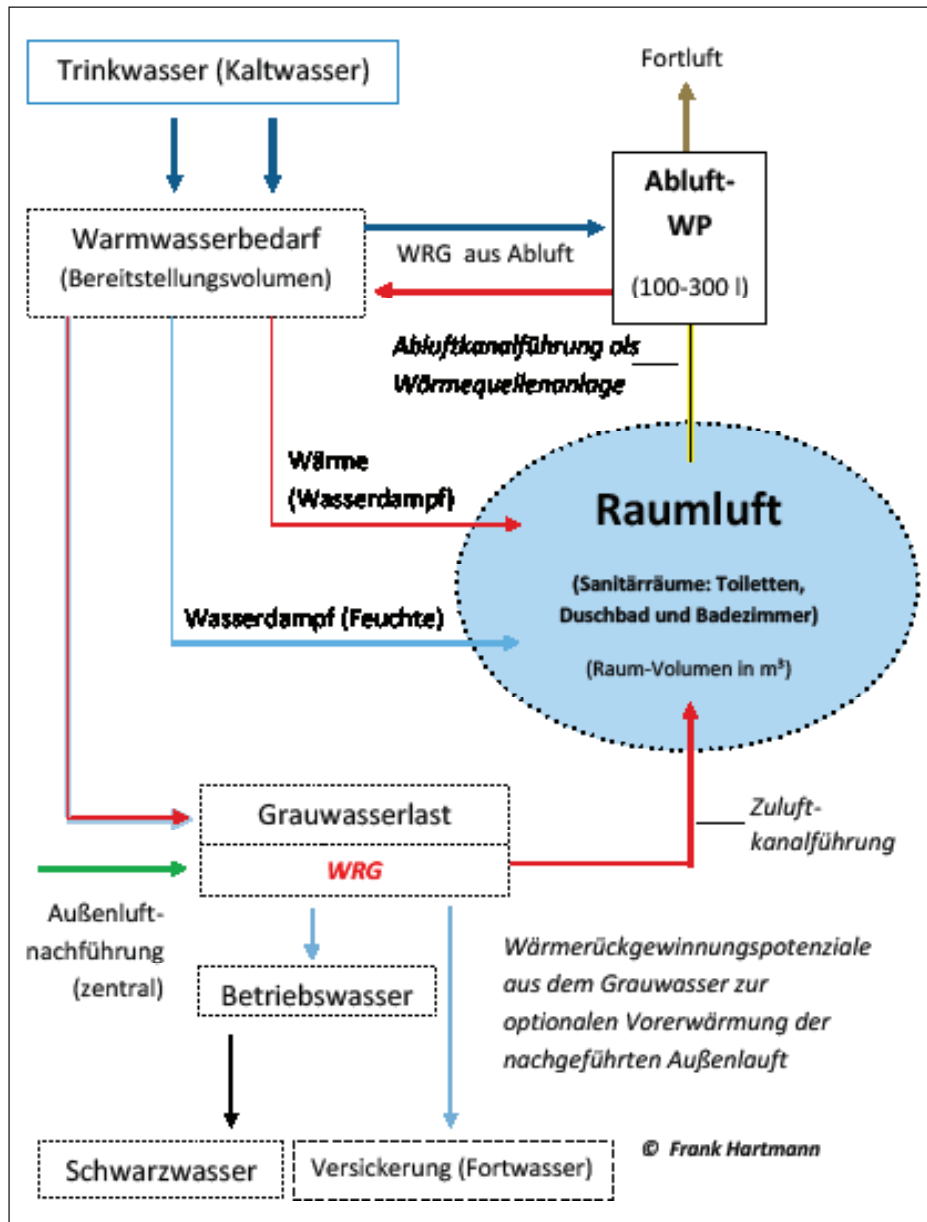 Trinkwasser (Kaltwasser)
Fortluft
Abluft-
WP
(100-300 l)
Warmwasserbedarf
(Bereitstellungsvolumen)
WRG aus Abluft
Abluftkanalführung als
Wärmequellenanlage
Wärme
(Wasserdampf)
Raumluft
(Sanitärräume: Toiletten,
Duschbad und Badezimmer)
(Raum-Volumen in m³)
Wasserdampf (Feuchte)
Grauwasserlast
WRG
Zuluft-
kanalführung
Außenluft-
nachführung
(zentral)
Betriebswasser
Wärmerückgewinnungspotenziale
aus dem Grauwasser zur
optionalen Vorerwärmung der
nachgeführten Außenlauft
Schwarzwasser
Versickerung (Fortwasser)
© Frank Hartmann